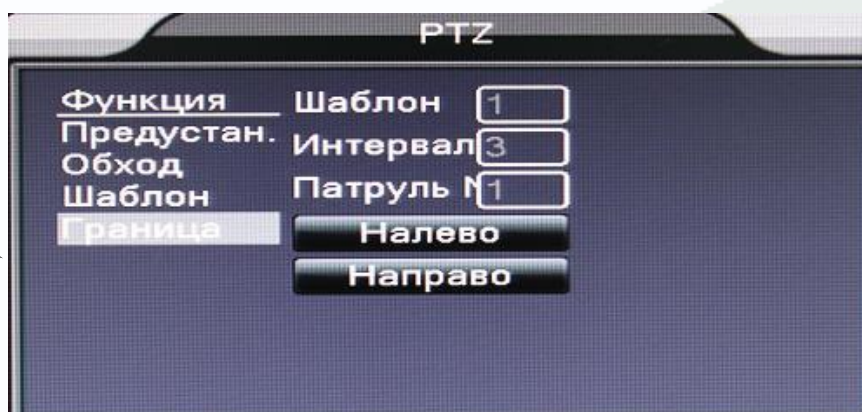 PTZ
Функция
Предустан.
Обход
Шаблон
Граница
Шаблон 1
Интервал 3
Патруль N 1
Налево
Направо